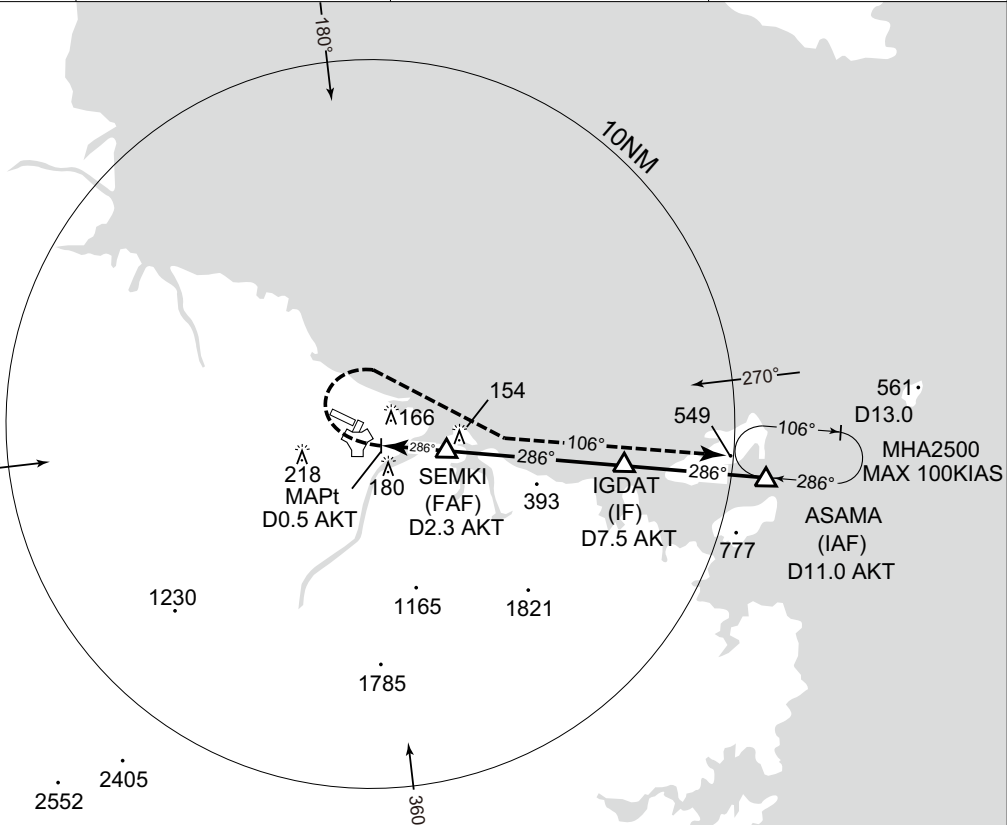 180°
10NM
270°
561
D13.0
154
166
549
106°
106°
MHA2500
MAX 100KIAS
286°
286°
286°
286°
218
180
MAPt
D0.5 AKT
SEMKI
(FAF)
D2.3 AKT
393
IGDAT
(IF)
D7.5 AKT
777
ASAMA
(IAF)
D11.0 AKT
1230
1165
1821
1785
2405
2552
360